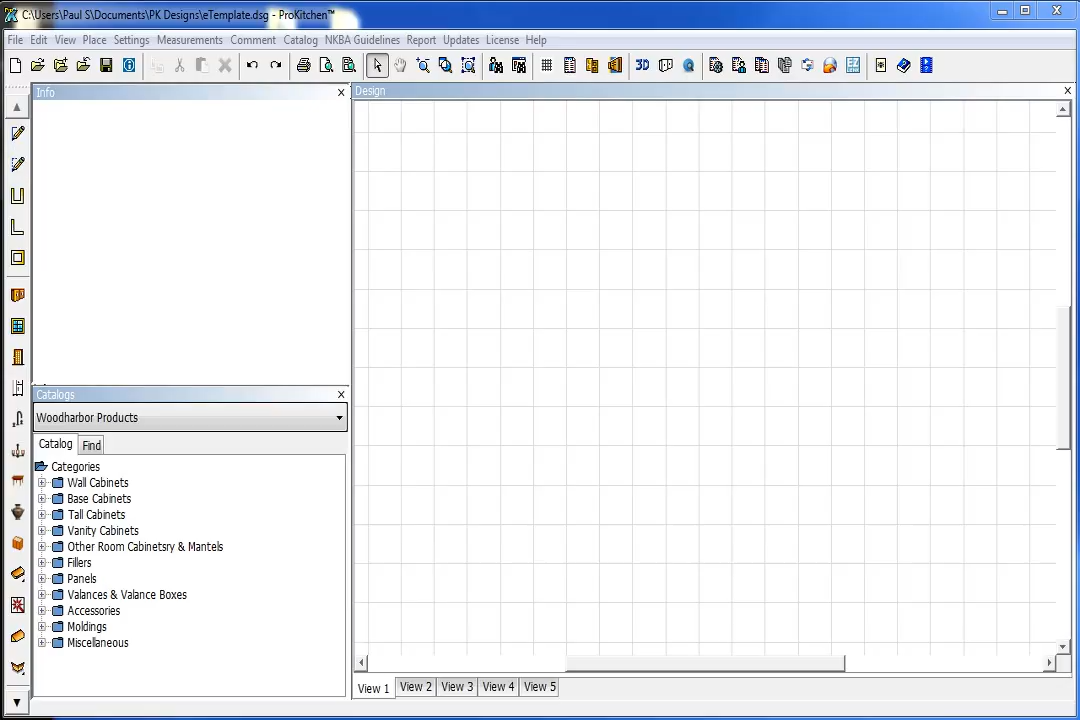 C:\Users\Paul S\Documents\PK Designs\eTemplate.dsg - ProKitchen™
File Edit View Place Settings Measurements Comment Catalog NKBA Guidelines Report Updates License Help
3D EZ
Info
Design
Catalogs
Woodharbor Products
Catalog Find
Categories
Wall Cabinets
Base Cabinets
Tall Cabinets
Vanity Cabinets
Other Room Cabinetsry & Mantels
Fillers
Panels
Valances & Valance Boxes
Accessories
Moldings
Miscellaneous
View 1 View 2 View 3 View 4 View 5